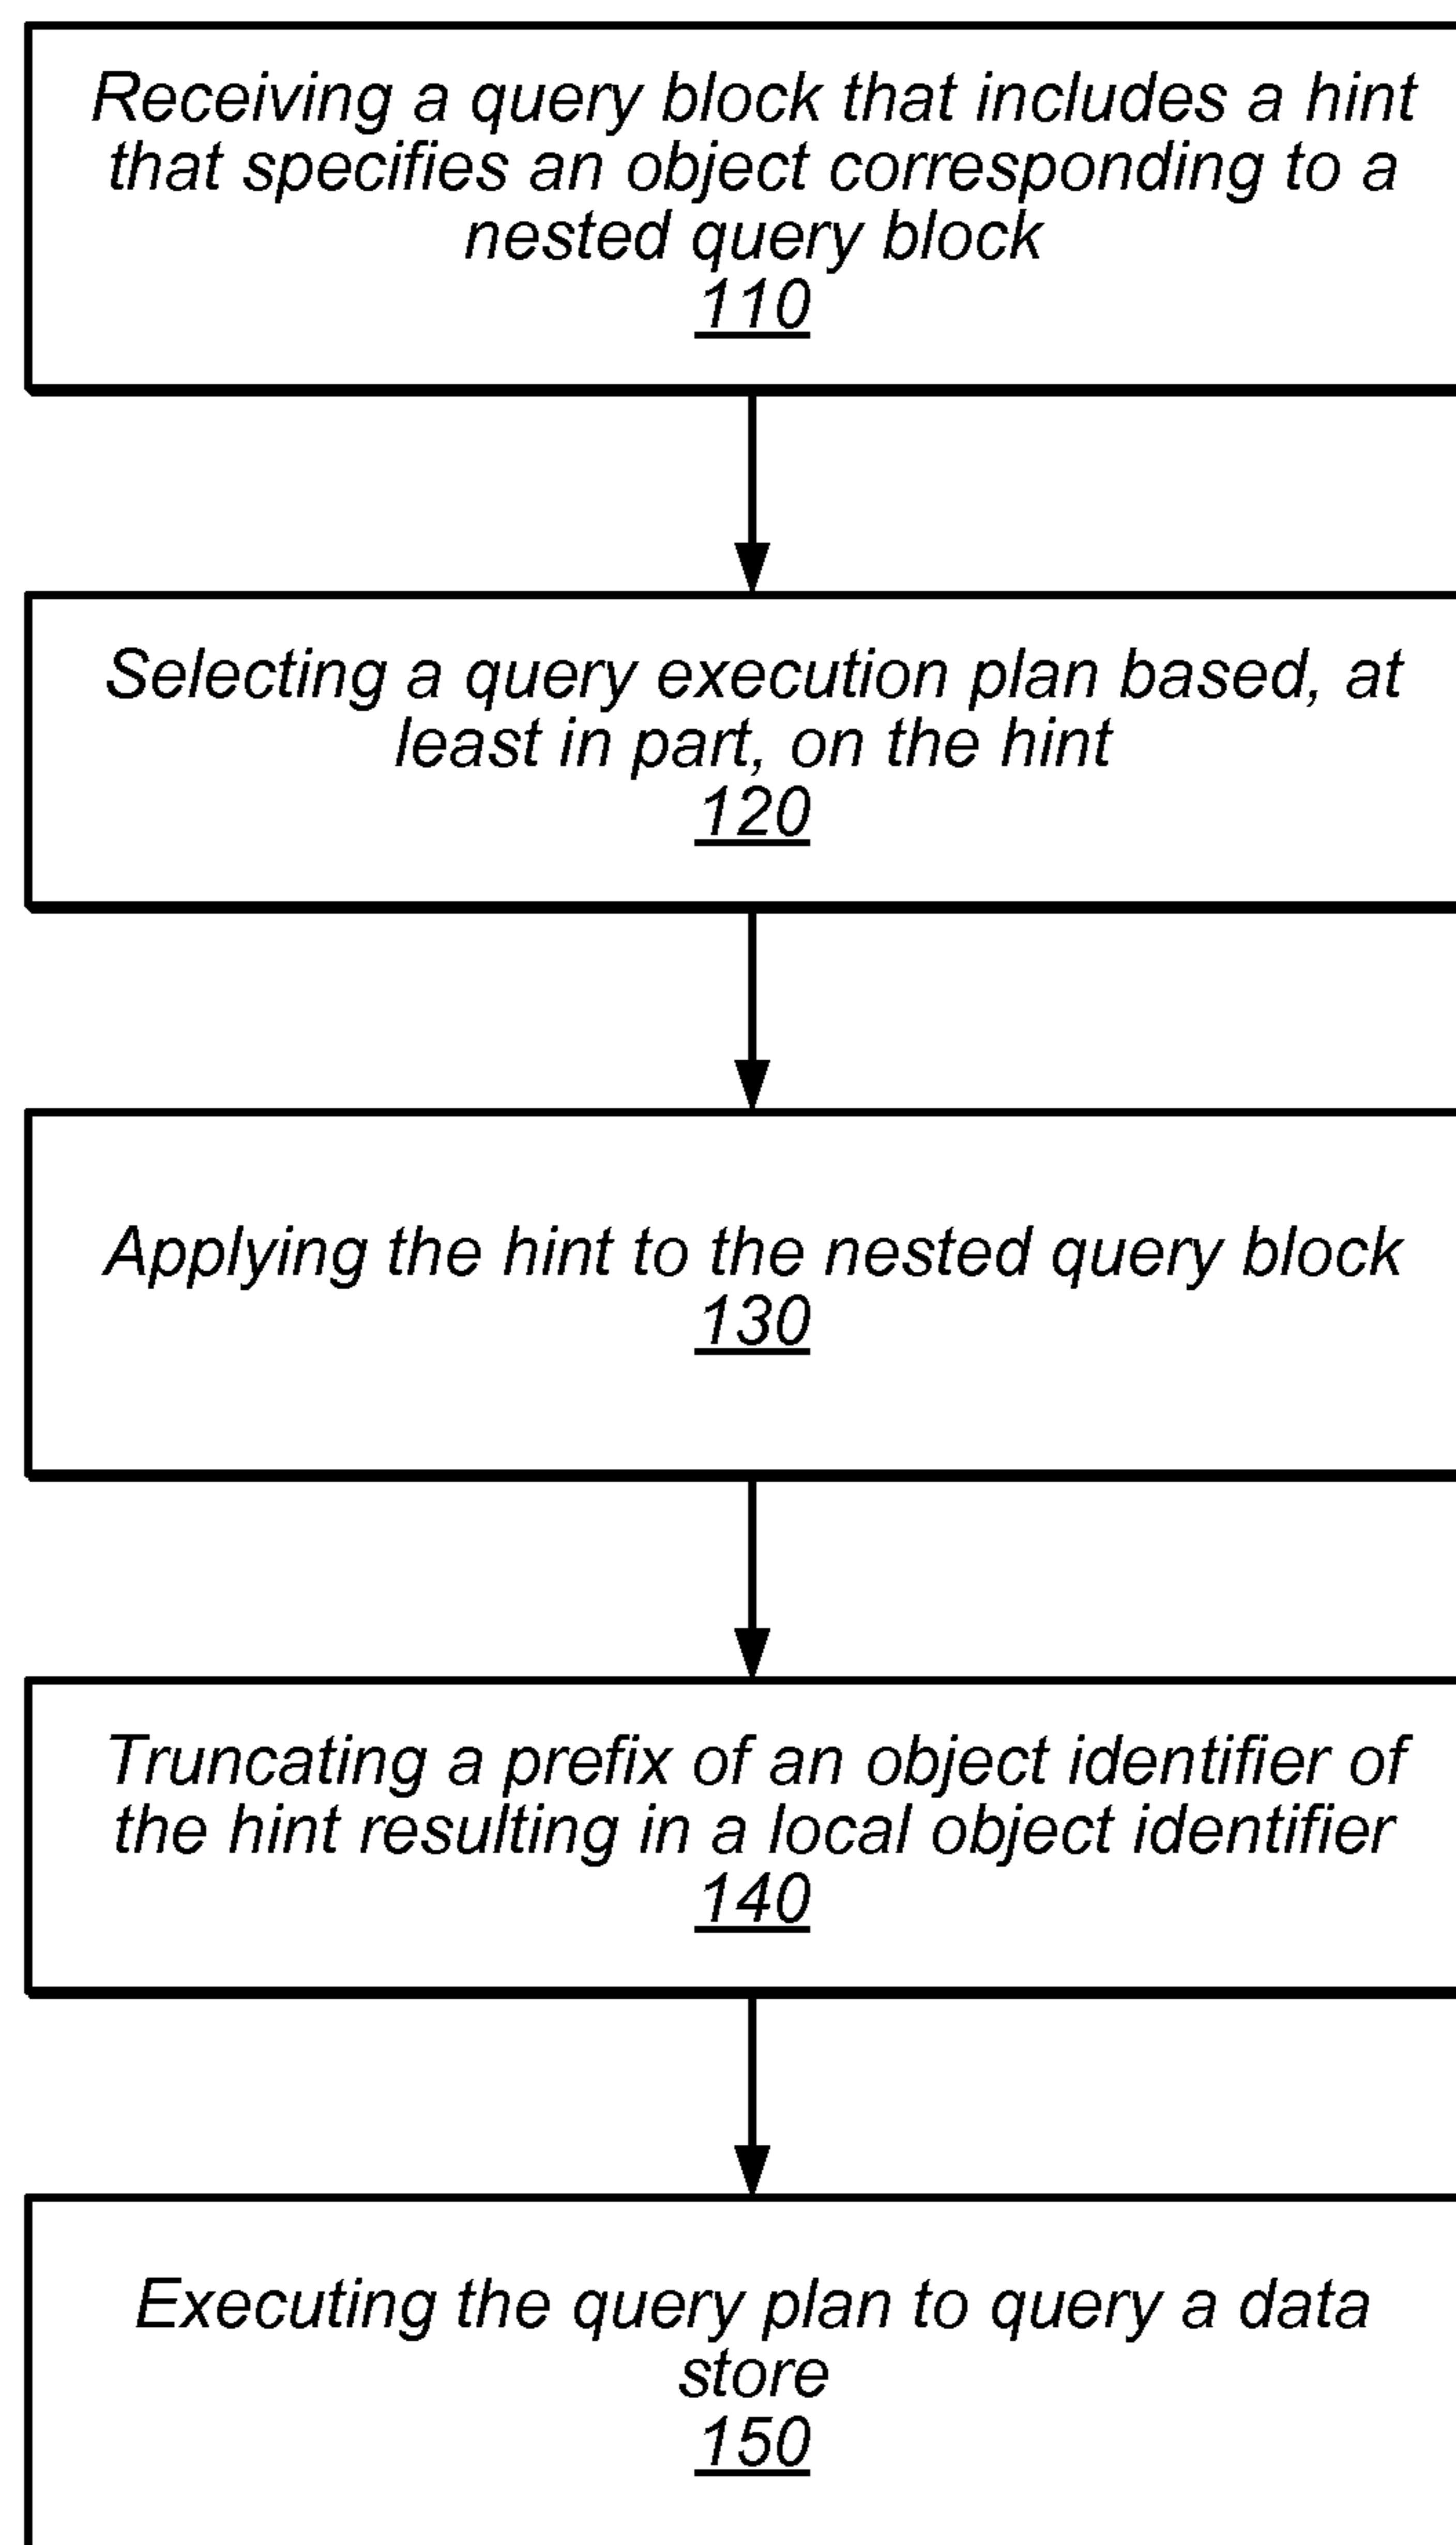 Receiving a query block that includes a hint
that specifies an object corresponding to a
nested query block
110
Selecting a query execution plan based, at
least in part, on the hint
120
Applying the hint to the nested query block
130
Truncating a prefix of an object identifier of
the hint resulting in a local object identifier
140
Executing the query plan to query a data
store
150